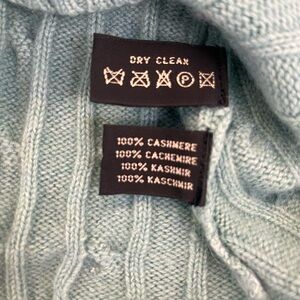 DRY CLEAN
P
100% CASHMERE
100% CACHEMIRE
100% KASHMIR
100% KASCHMIR